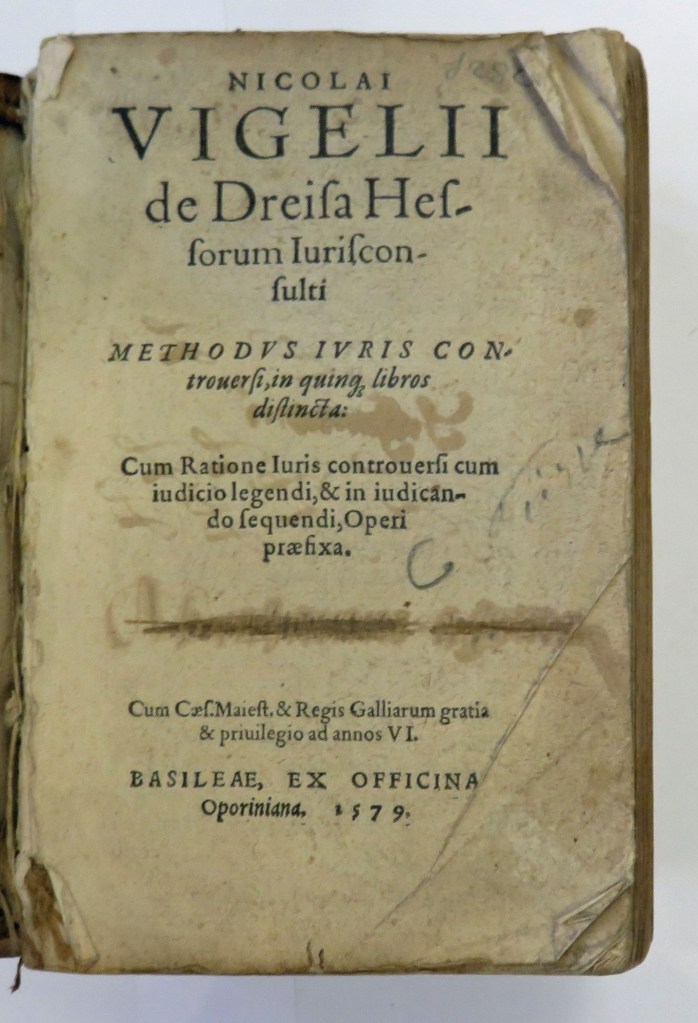 NICOLAI
VIGELII
de Dreiſa Heſ-
ſorum Iuriſcon-
ſulti
METHODVS IVRIS CON-
trouerſi, in quinq; libros
diſtincta:
Cum Ratione Iuris controuerſi cum
iudicio legendi, & in iudican-
do ſequendi, Operi
præfixa.
Cum Cæſ. Maieſt. & Regis Galliarum gratia
& priuilegio ad annos VI.
BASILEAE, EX OFFICINA
Oporiniana. 1579.